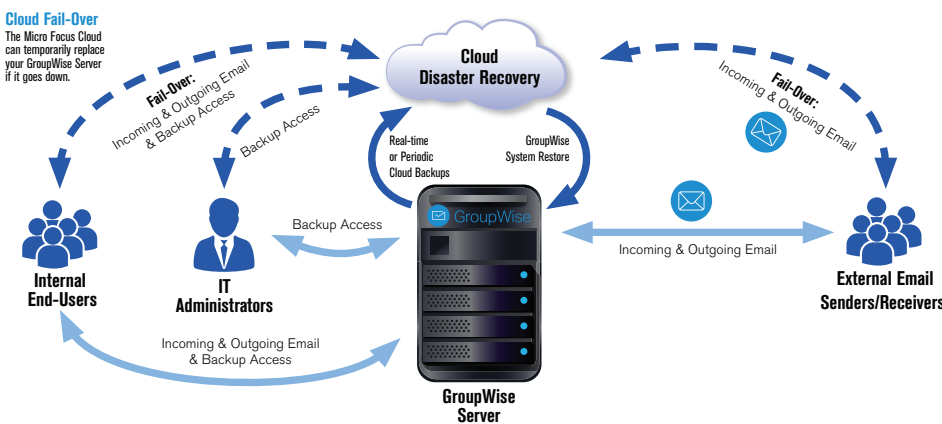 Cloud Fail-Over
The Micro Focus Cloud
can temporarily replace
your GroupWise Server
if it goes down.
Cloud
Disaster Recovery
Fail-Over:
Incoming & Outgoing Email
& Backup Access
Backup Access
Real-time
or Periodic
Cloud Backups
GroupWise
System Restore
Fail-Over:
Incoming & Outgoing Email
GroupWise
Backup Access
Incoming & Outgoing Email
Internal
End-Users
IT
Administrators
External Email
Senders/Receivers
Incoming & Outgoing Email
& Backup Access
GroupWise
Server